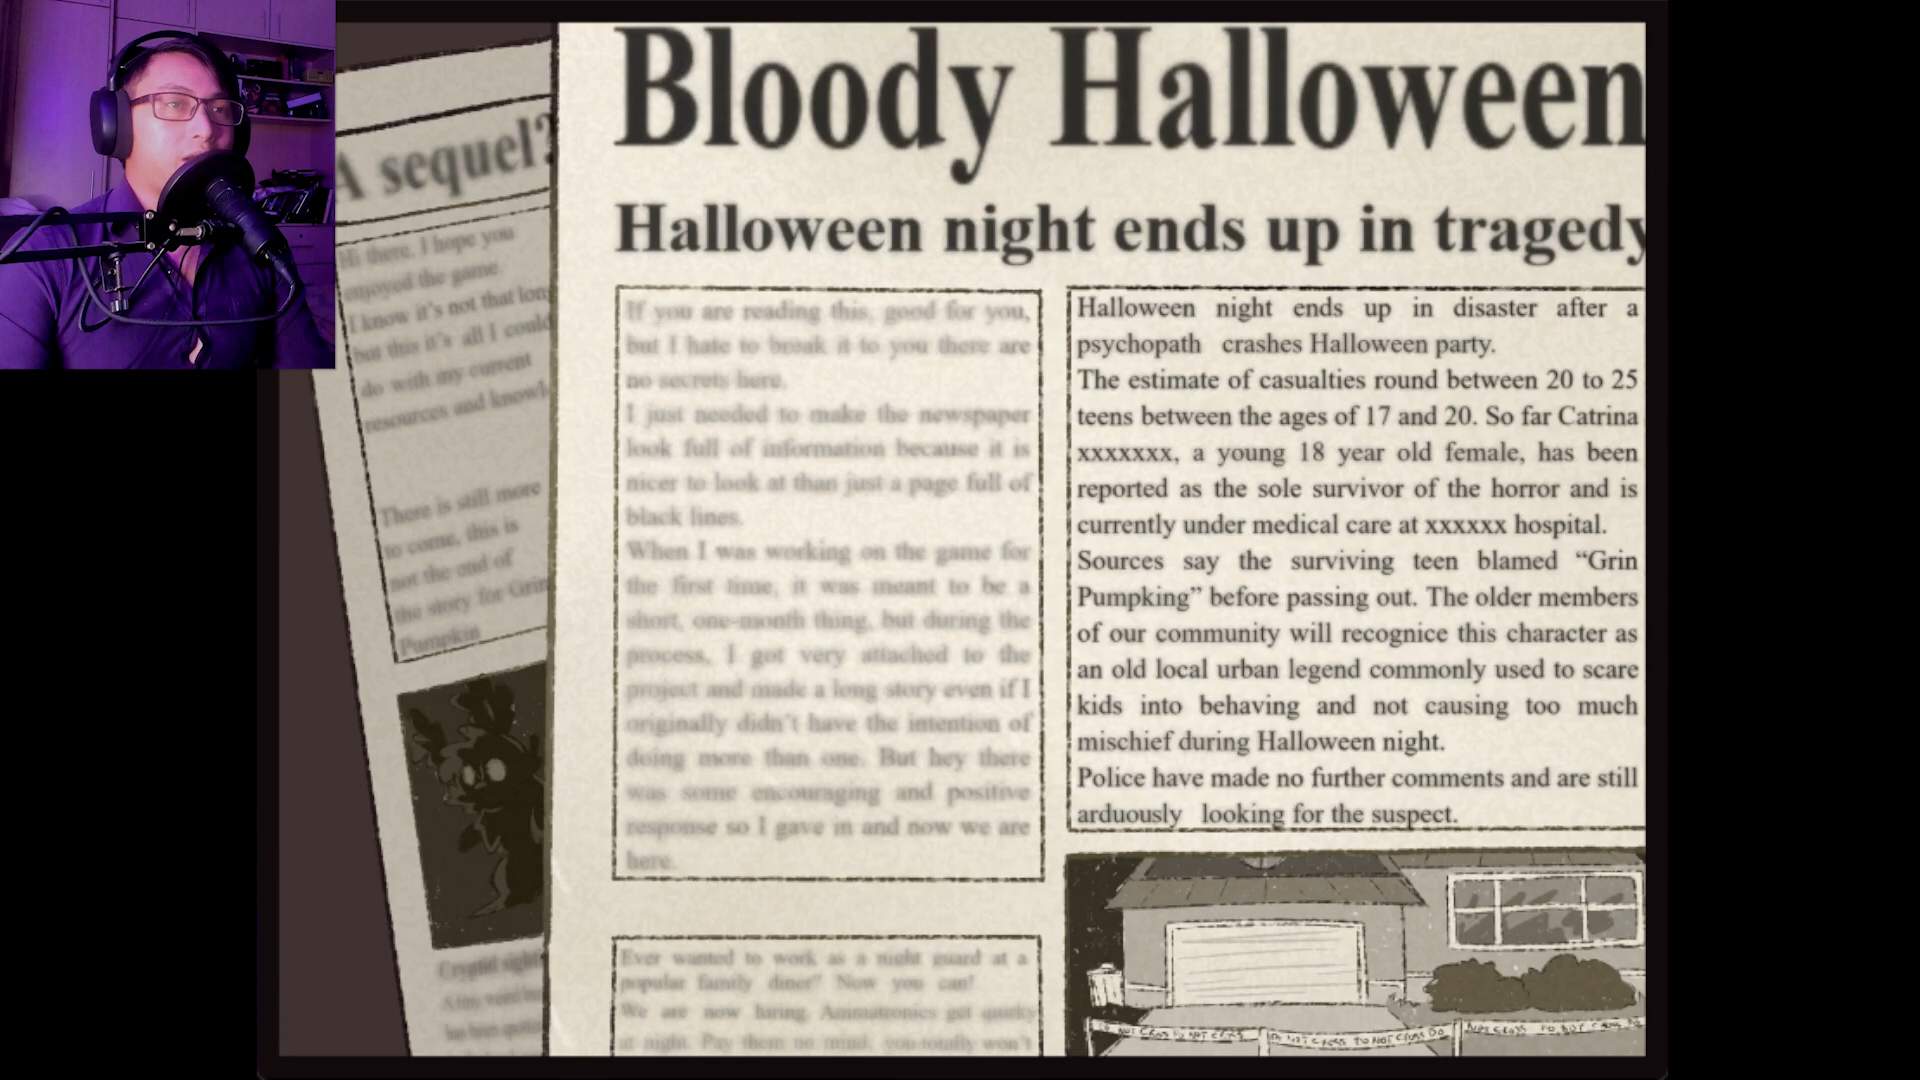 A sequel?
Hi there. I hope you
enjoyed the game.
I know it's not that long
but this it's all I could
do with my current
resources and
There is still more
to come, this is
not the end of
the story for Grin
Pumpkin
Cryptid
Bloody Halloween
Halloween night ends up in tragedy
If you are reading this, good for you,
but I hate to break it to you there are
no secrets here.
I just needed to make the newspaper
look full of information because it is
nicer to look at than just a page full of
black lines.
When I was working on the game for
the first time, it was meant to be a
short, one-month thing, but during the
process, I got very attached to the
project and made a long story even if I
originally didn't have the intention of
doing more than one. But hey there
was some encouraging and positive
response so I gave in and now we are
here.
Ever wanted to work as a night guard at a
popular family diner? Now you can!
We are now hiring. Animatronics get quirky
at night. Pay them no mind, you totally won't
Halloween night ends up in disaster after a
psychopath crashes Halloween party.
The estimate of casualties round between 20 to 25
teens between the ages of 17 and 20. So far Catrina
xxxxxxx, a young 18 year old female, has been
reported as the sole survivor of the horror and is
currently under medical care at xxxxxx hospital.
Sources say the surviving teen blamed “Grin
Pumpking” before passing out. The older members
of our community will recognice this character as
an old local urban legend commonly used to scare
kids into behaving and not causing too much
mischief during Halloween night.
Police have made no further comments and are still
arduously looking for the suspect.
DO NOT CROSS